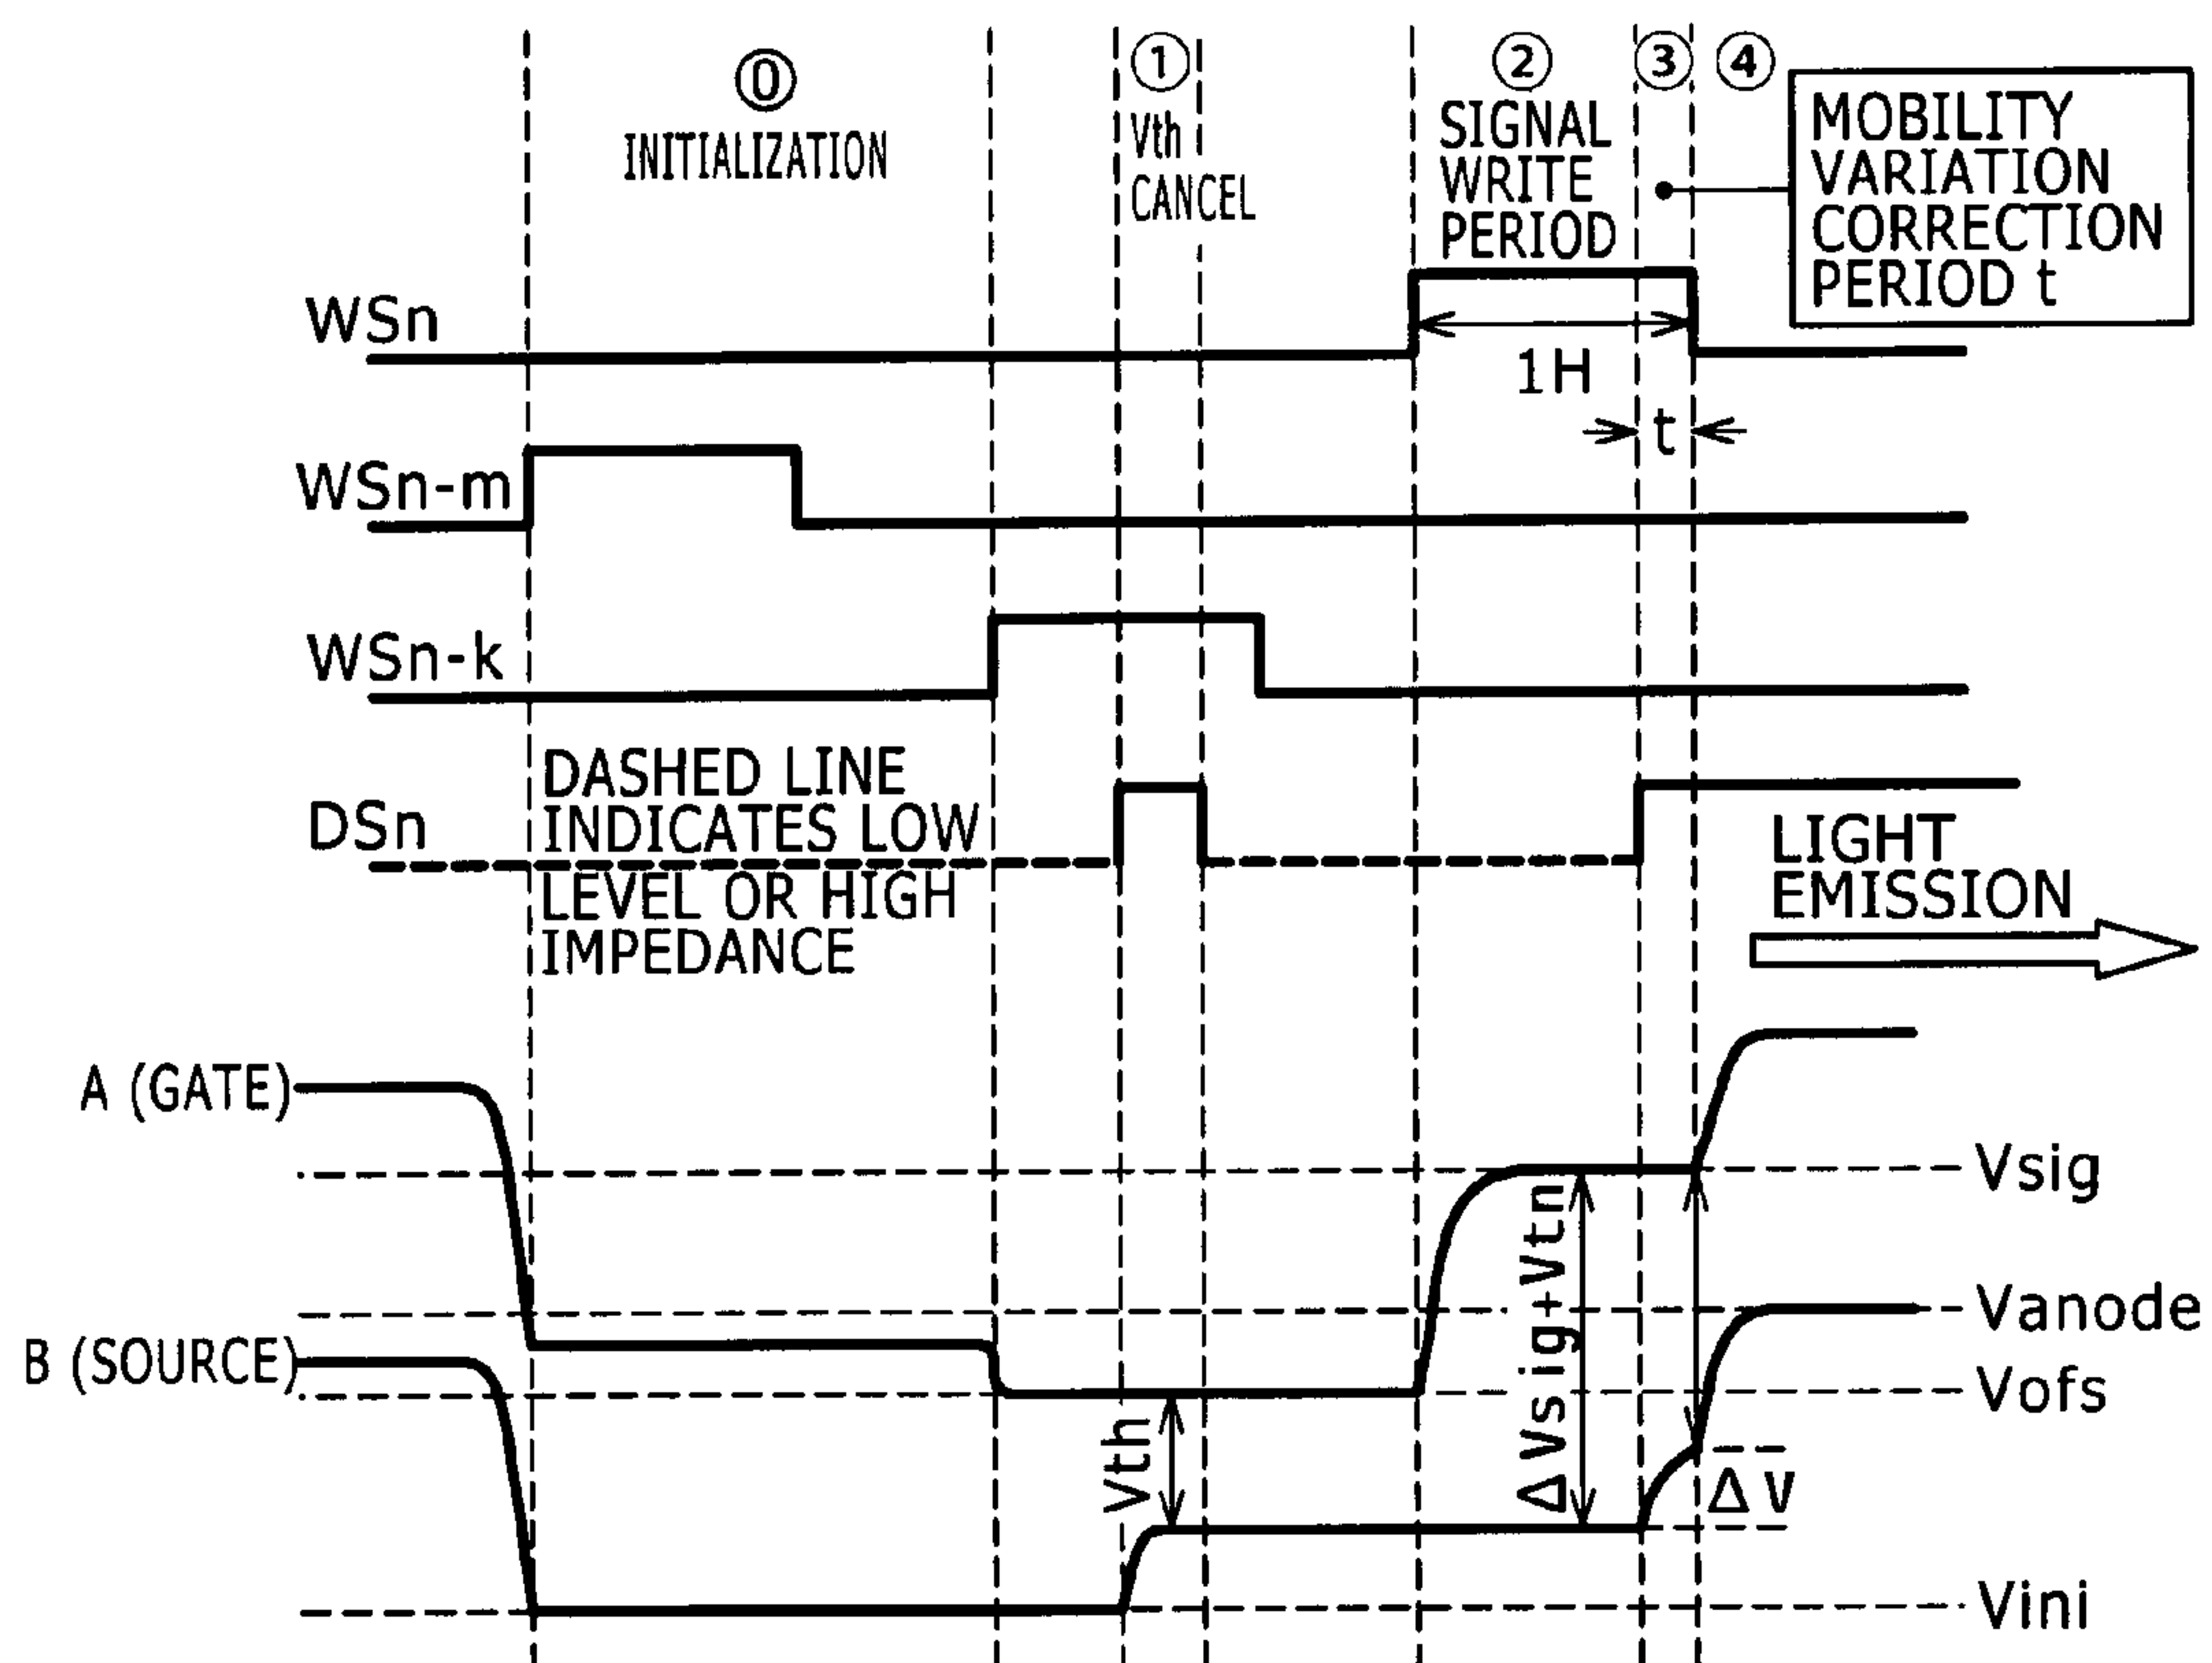 ⓪
INITIALIZATION
①
Vth
CANCEL
②
SIGNAL
WRITE
PERIOD
③
④
MOBILITY
VARIATION
CORRECTION
PERIOD t
WSn
1H
t
WSn-m
WSn-k
DSn
DASHED LINE
INDICATES LOW
LEVEL OR HIGH
IMPEDANCE
LIGHT
EMISSION
A (GATE)
Vsig
ΔVsig+Vtn
Vanode
B (SOURCE)
Vofs
Vth
ΔV
Vini